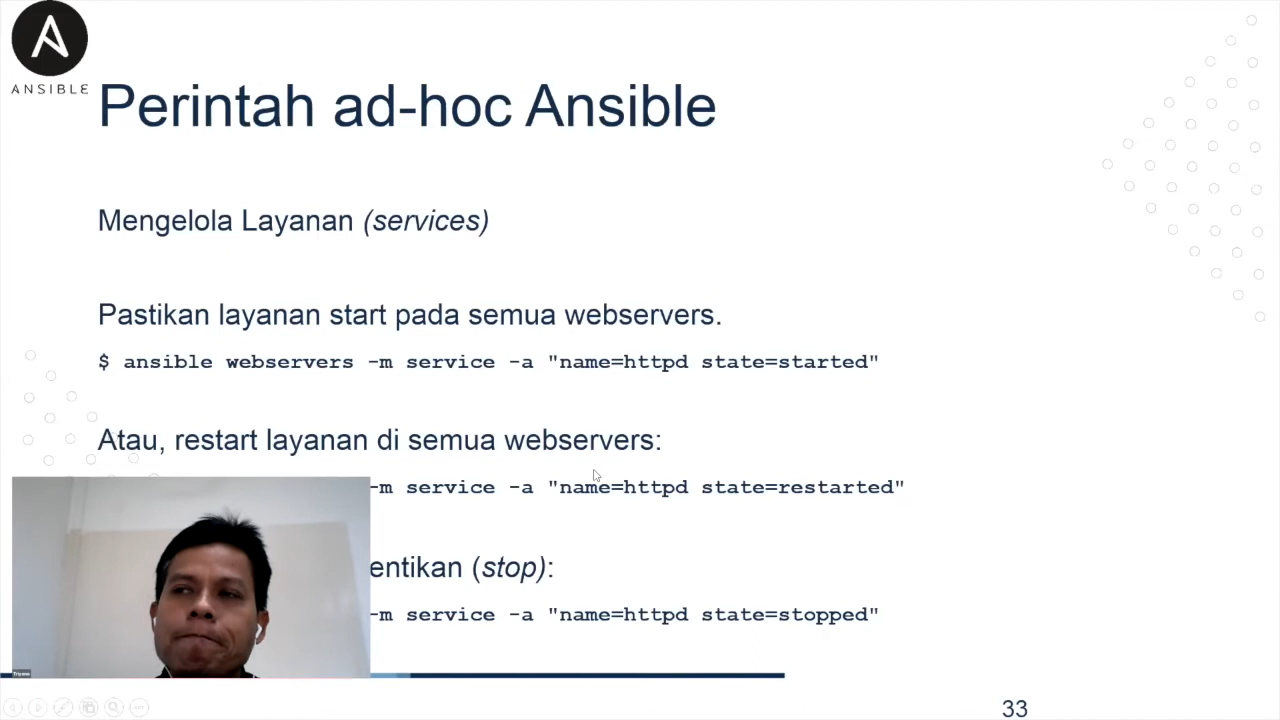 ANSIBLE
Perintah ad-hoc Ansible
Mengelola Layanan (services)
Pastikan layanan start pada semua webservers.
$ ansible webservers -m service -a "name=httpd state=started"
Atau, restart layanan di semua webservers:
-m service -a "name=httpd state=restarted"
entikan (stop):
-m service -a "name=httpd state=stopped"
33